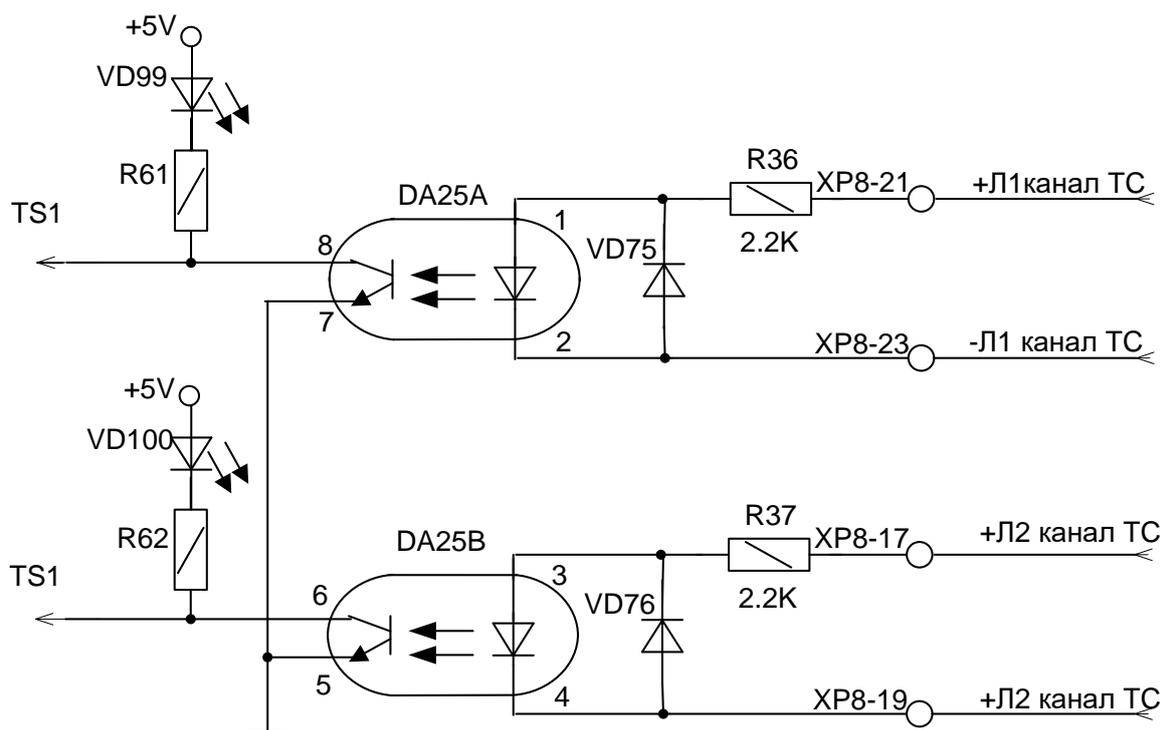 +5V
VD99
R61
TS1
DA25A
8
7
1
2
VD75
R36
2.2K
XP8-21
+Л1канал ТС
XP8-23
-Л1 канал ТС
+5V
VD100
R62
TS1
DA25B
6
5
3
4
VD76
R37
2.2K
XP8-17
+Л2 канал ТС
XP8-19
+Л2 канал ТС